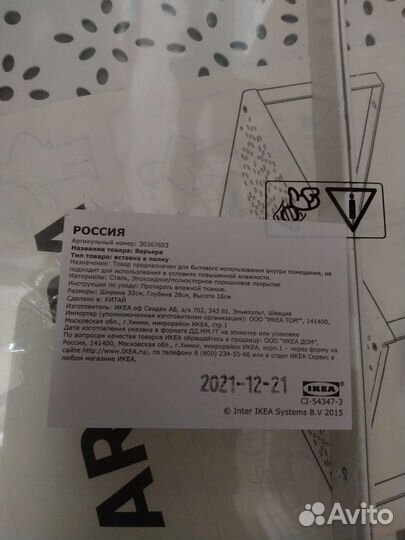 РОССИЯ
Артикульный номер: 30367653
Название товара: Варьера
Тип товара: вставка в полку
Назначение: Товар предназначен для бытового использования внутри помещения, не
подходит для использования в условиях повышенной влажности.
Материалы: Сталь, Эпоксидное/полиэстерное порошковое покрытие
Инструкции по уходу: Протирать влажной тканью.
Размеры: Ширина 32см, Глубина 28см, Высота 16см
Сделано в: КИТАЙ
Изготовитель: ИКЕА оф Свиден АБ, а/я 702, 343 81, Эльмхульт, Швеция
Импортер (уполномоченная изготовителем организация): ООО "ИКЕА ТОРГ", 141400,
Московская обл., г.Химки, микрорайон ИКЕА, стр.1
Дата изготовления указана в формате ДД.ММ.ГГ на этикетке или упаковке
По вопросам качества товаров ИКЕА обращайтесь к продавцу: ООО "ИКЕА ДОМ",
Россия, 141400, Московская обл., г.Химки, микрорайон ИКЕА, корп.1 – через форму на
сайте http://www.IKEA.ru/, по телефону 8 (800) 234-55-66 или в отдел ИКЕА Сервис в
любом магазине ИКЕА.
2021-12-21
IKEA
CI-54347-3
© Inter IKEA Systems B.V 2015
AR
Avito